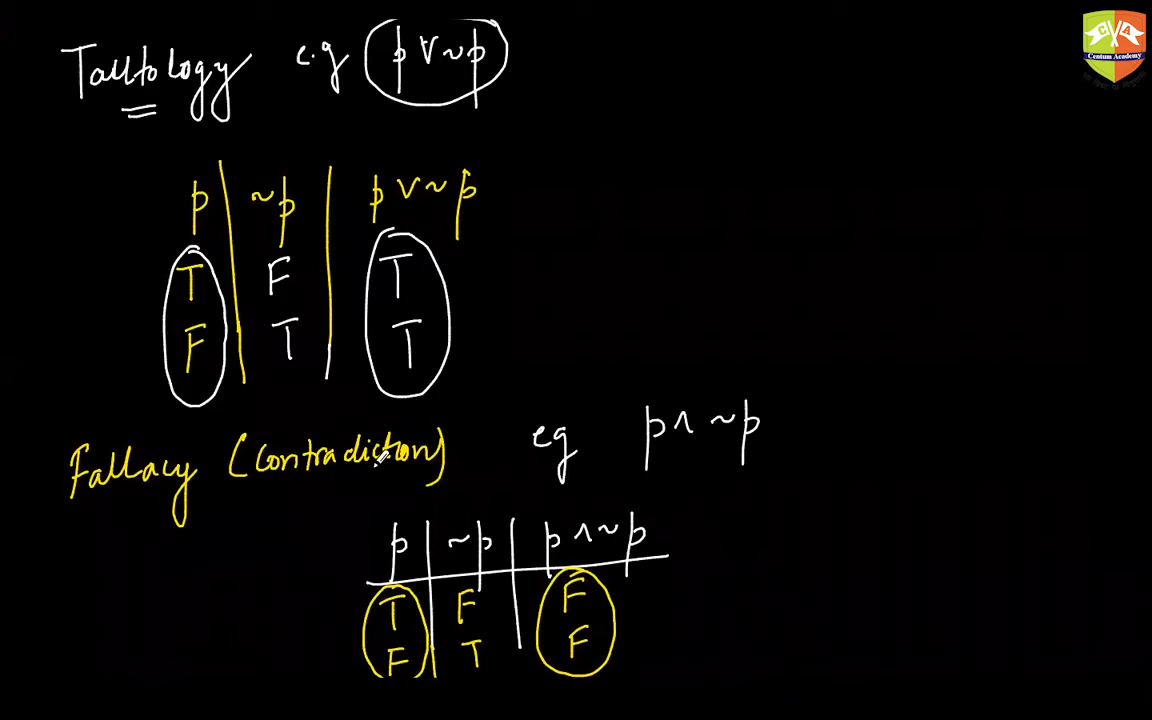 Tautology e.g p ∨ ~p
C A
Centum Academy
p ~p p ∨ ~p
T F T
F T T
Fallacy (Contradiction) eg p ∧ ~p
p ~p p ∧ ~p
T F F
F T F